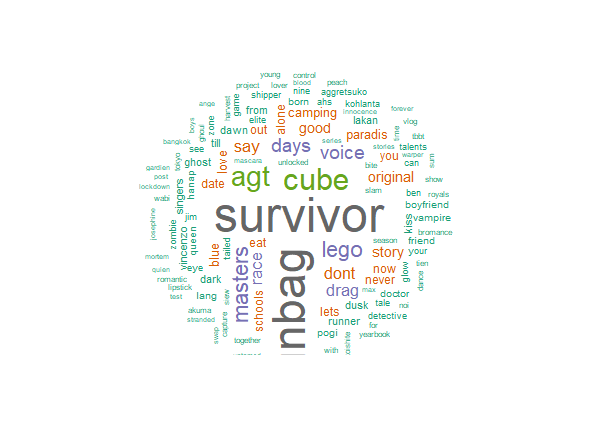 young control
project lover blood peach
shipper nine aggretsuko
harvest game from born ahs kohlanta
ange elite alone camping innocence forever
boys zone dawn out good lakan vlog
ghoul till say days voice paradis time tbbt
bangkok see love mascara series you stories talents
tokyo ghost unlocked bite can warper
gardien hanap date agt cube original sum show
post singers slam ben royals
lockdown survivor boyfriend
wabi jim kiss vampire
josephine zombie queen bromance
vincenzo tailed eat lego season friend
mortem blue story your tien
quien eye masters race dont now glow dance
romantic dark schools nbag never
lipstick drag max doctor
test lang siew dusk tale noi
akuma capture lets runner detective
stranded pogi for
swap together yearbook
with